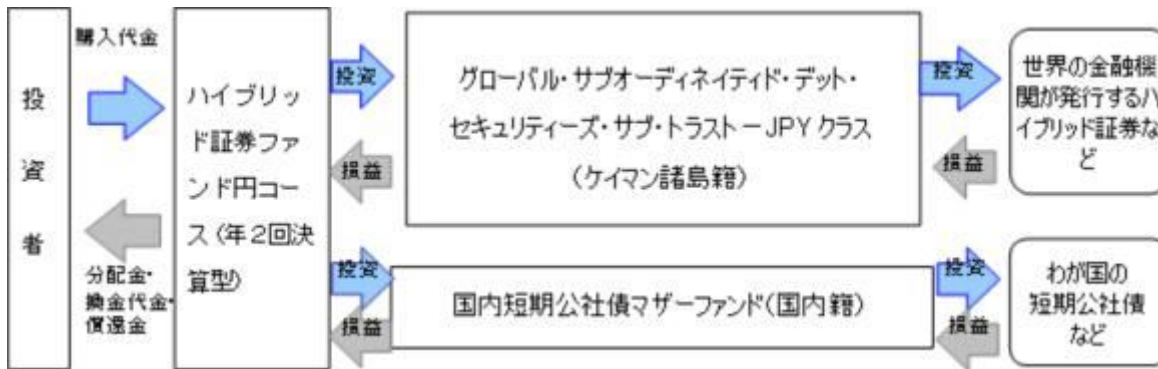 投
資
者
購入代金
分配金・
換金代金・
償還金
ハイブリッ
ド証券ファ
ンド円コー
ス(年2回決
算型)
投資
損益
投資
損益
グローバル・サブオーディネイティド・デット・
セキュリティーズ・サブ・トラスト－JPYクラス
(ケイマン諸島籍)
国内短期公社債マザーファンド(国内籍)
投資
損益
投資
損益
世界の金融機
関が発行するハ
イブリッド証券な
ど
わが国の
短期公社債
など